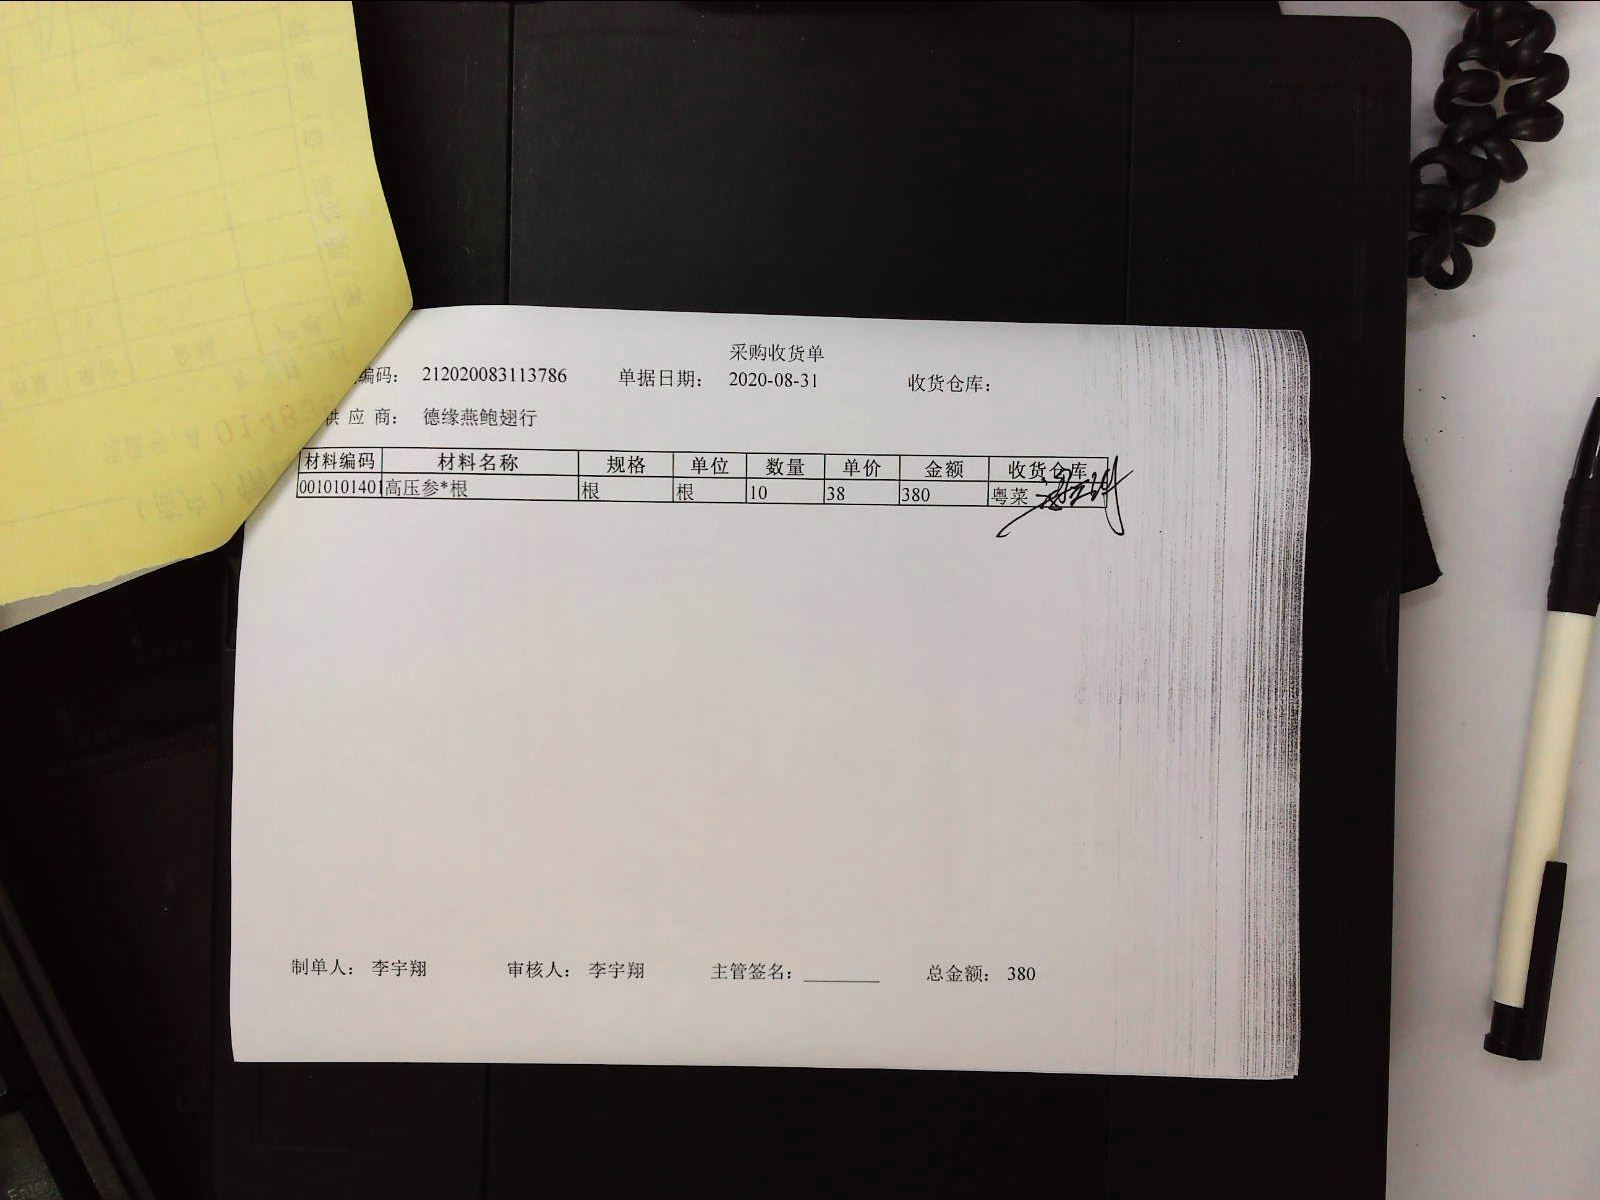 采购收货单
编码： 212020083113786 单据日期： 2020-08-31 收货仓库：
供 应 商： 德缘燕鲍翅行
材料编码 材料名称 规格 单位 数量 单价 金额 收货仓库
0010101401 高压参*根 根 根 10 38 380 粤菜
制单人： 李宇翔 审核人： 李宇翔 主管签名： 总金额： 380